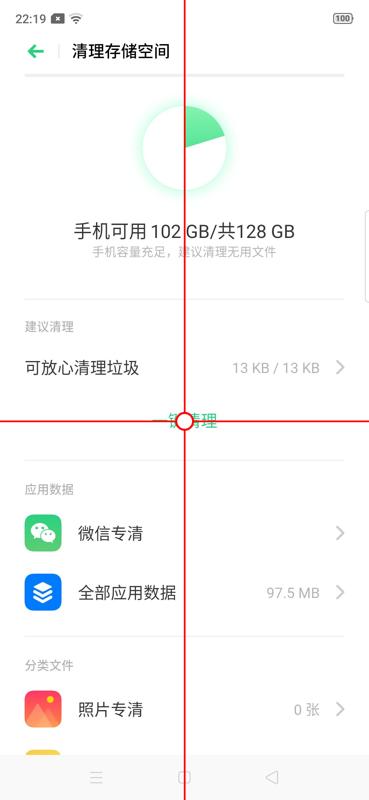 22:19
100
清理存储空间
手机可用 102 GB/共128 GB
手机容量充足，建议清理无用文件
建议清理
可放心清理垃圾 13 KB / 13 KB
一键清理
应用数据
微信专清
全部应用数据 97.5 MB
分类文件
照片专清 0 张